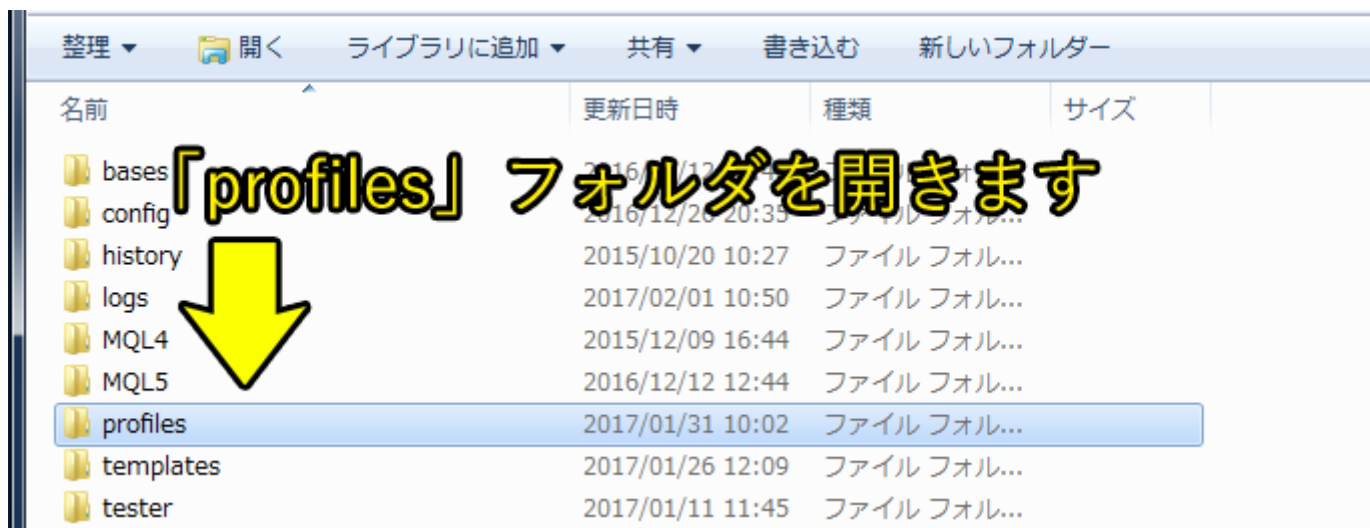 整理 開く ライブラリに追加 共有 書き込む 新しいフォルダー
名前 更新日時 種類 サイズ
「profiles」フォルダを開きます
bases
config 2016/12/26 20:35
history 2015/10/20 10:27 ファイル フォル...
logs 2017/02/01 10:50 ファイル フォル...
MQL4 2015/12/09 16:44 ファイル フォル...
MQL5 2016/12/12 12:44 ファイル フォル...
profiles 2017/01/31 10:02 ファイル フォル...
templates 2017/01/26 12:09 ファイル フォル...
tester 2017/01/11 11:45 ファイル フォル...